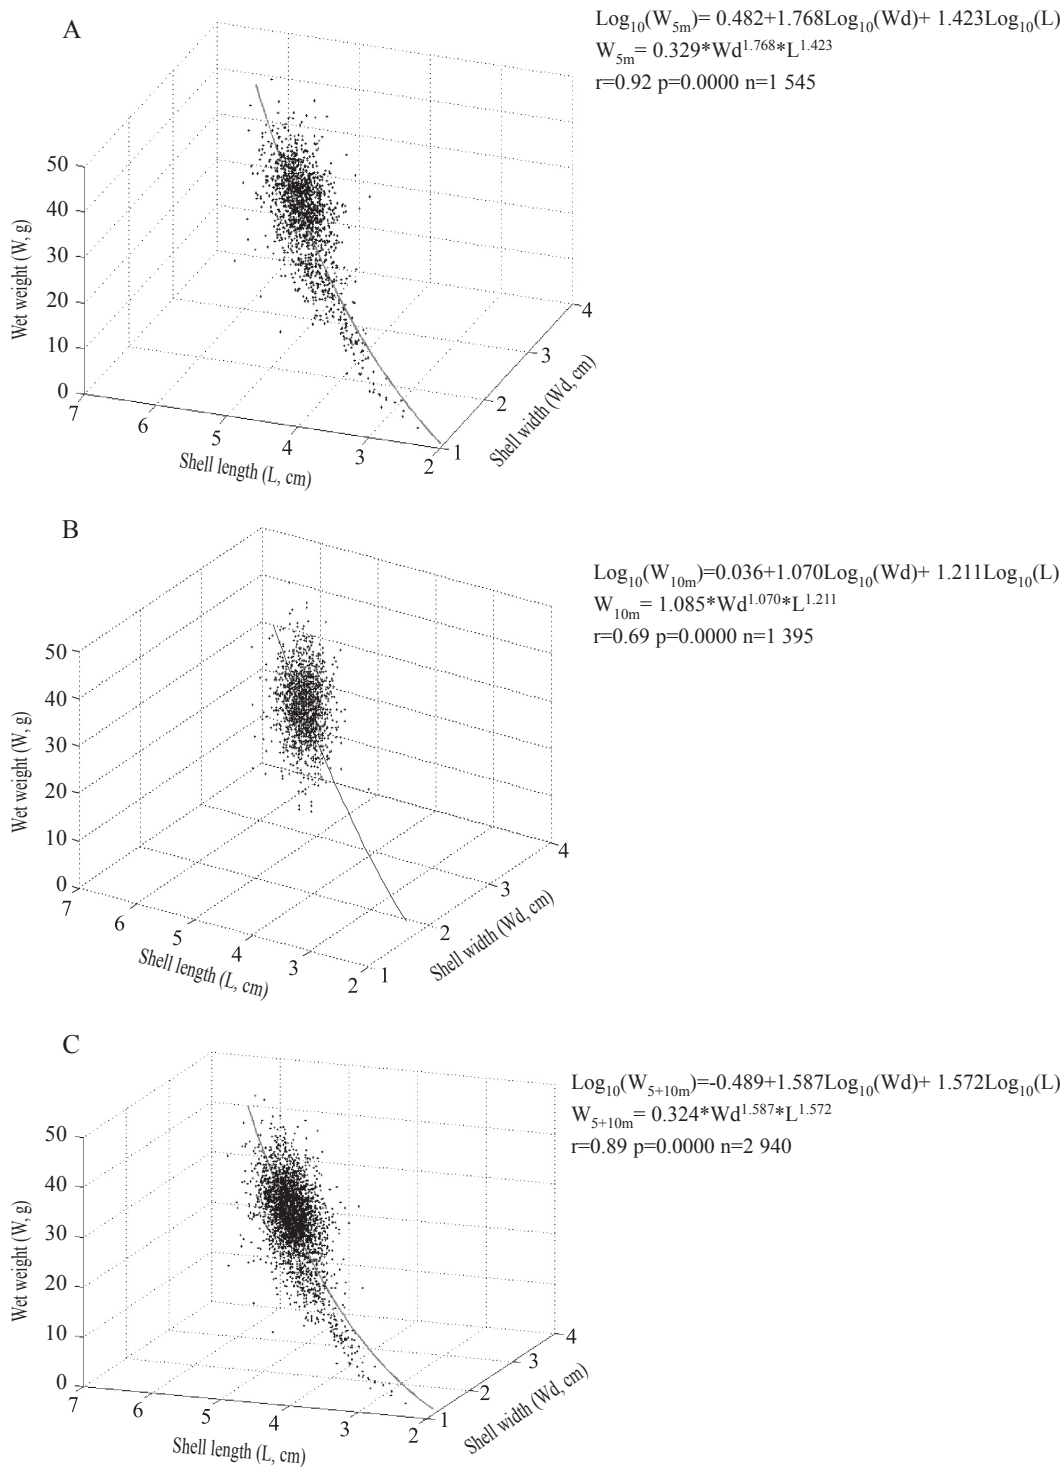 A
Log10(W5m)= 0.482+1.768Log10(Wd)+ 1.423Log10(L)
W5m= 0.329*Wd1.768*L1.423
r=0.92 p=0.0000 n=1 545
50
40
30
20
10
0
Wet weight (W, g)
7
6
5
4
3
2
Shell length (L, cm)
1
2
3
4
Shell width (Wd, cm)
B
Log10(W10m)=0.036+1.070Log10(Wd)+ 1.211Log10(L)
W10m= 1.085*Wd1.070*L1.211
r=0.69 p=0.0000 n=1 395
50
40
30
20
10
0
Wet weight (W, g)
7
6
5
4
3
2
Shell length (L, cm)
1
2
3
4
Shell width (Wd, cm)
C
Log10(W5+10m)=-0.489+1.587Log10(Wd)+ 1.572Log10(L)
W5+10m= 0.324*Wd1.587*L1.572
r=0.89 p=0.0000 n=2 940
50
40
30
20
10
0
Wet weight (W, g)
7
6
5
4
3
2
Shell length (L, cm)
1
2
3
4
Shell width (Wd, cm)